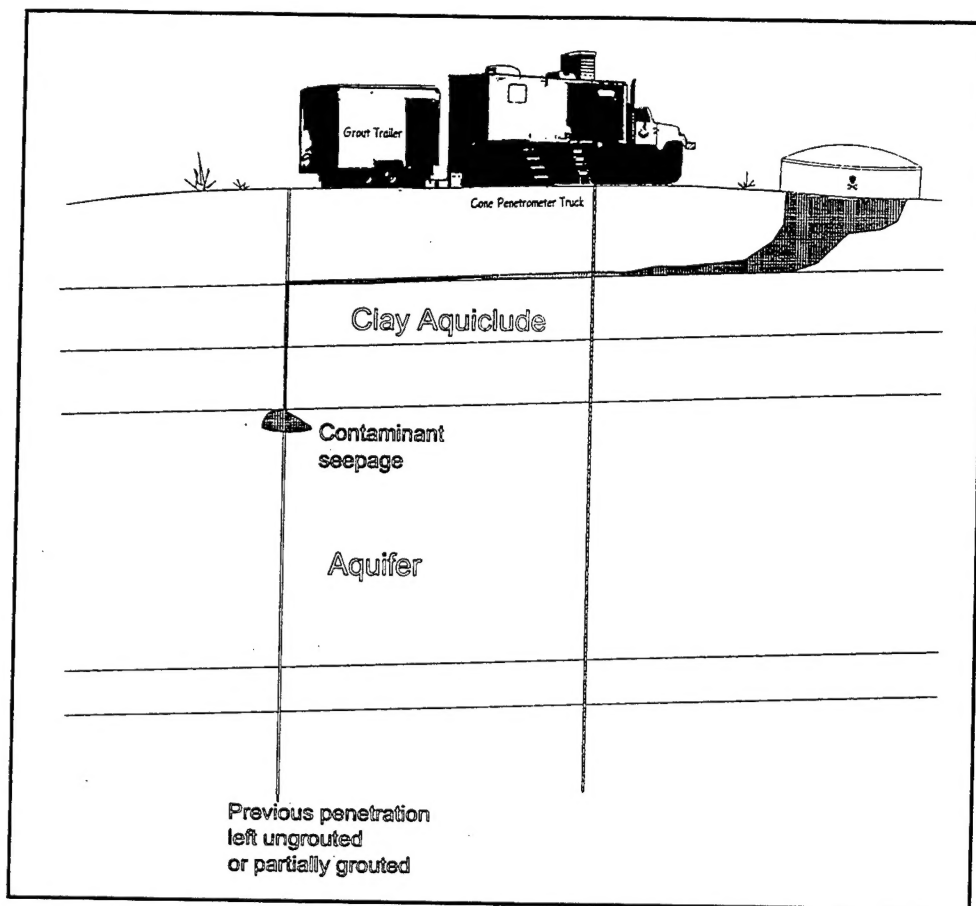 Grout Trailer
Cone Penetrometer Truck
Clay Aquiclude
Contaminant
seepage
Aquifer
Previous penetration
left ungrouted
or partially grouted